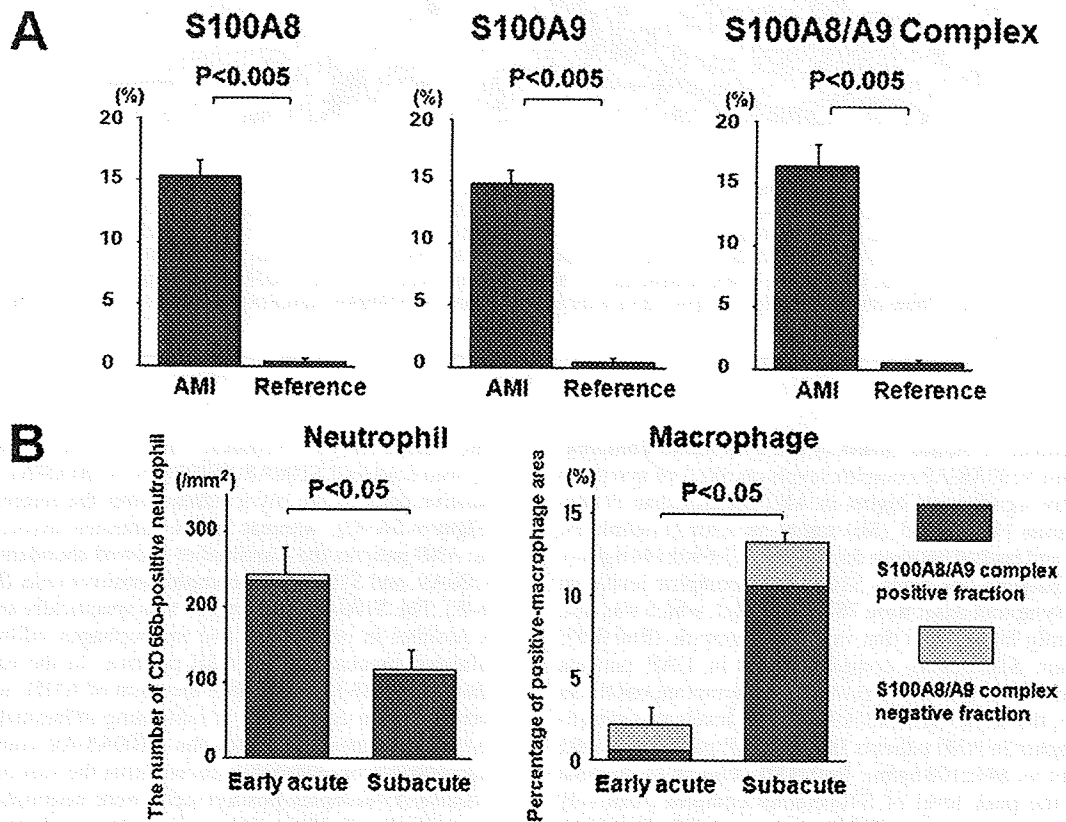 A
S100A8
S100A9
S100A8/A9 Complex
P<0.005
P<0.005
P<0.005
(%)
(%)
(%)
20
15
10
5
0
20
15
10
5
0
20
15
10
5
0
AMI
Reference
AMI
Reference
AMI
Reference
B
Neutrophil
Macrophage
The number of CD66b-positive neutrophil
(/mm²)
P<0.05
300
200
100
0
Early acute
Subacute
Percentage of positive-macrophage area
(%)
P<0.05
15
10
5
0
Early acute
Subacute
S100A8/A9 complex
positive fraction
S100A8/A9 complex
negative fraction